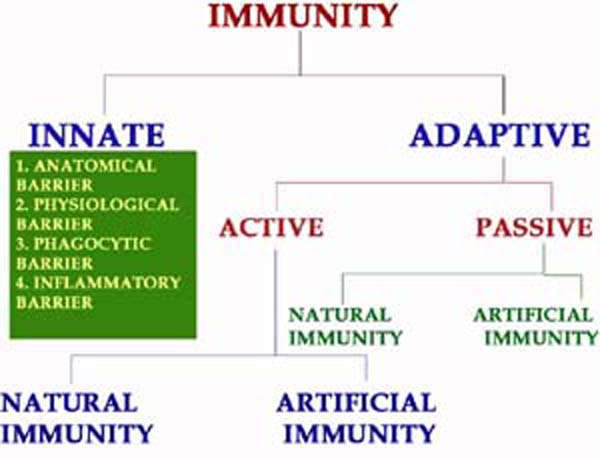 IMMUNITY
INNATE
1. ANATOMICAL
BARRIER
2. PHYSIOLOGICAL
BARRIER
3. PHAGOCYTIC
BARRIER
4. INFLAMMATORY
BARRIER
ADAPTIVE
ACTIVE
PASSIVE
NATURAL
IMMUNITY
ARTIFICIAL
IMMUNITY
NATURAL
IMMUNITY
ARTIFICIAL
IMMUNITY